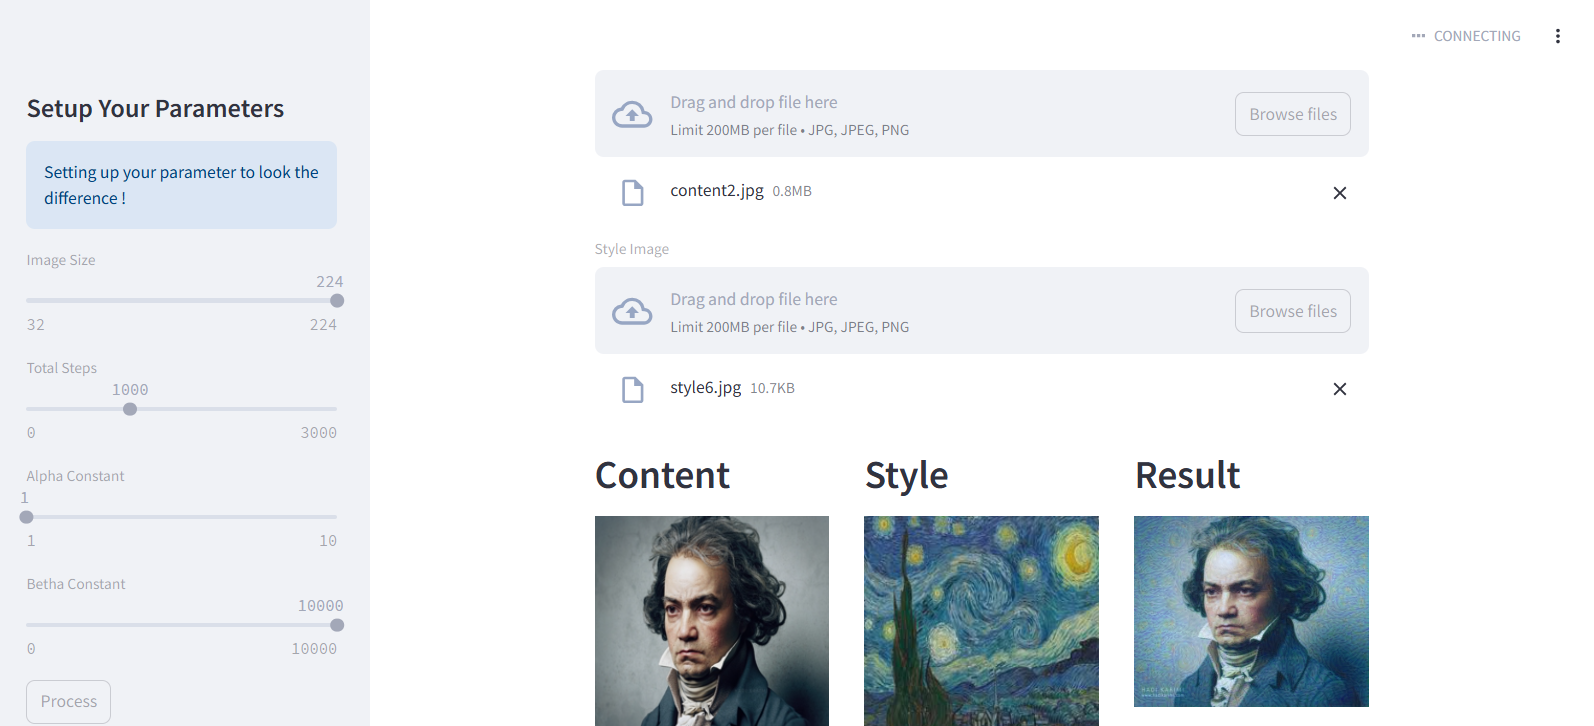 CONNECTING
Setup Your Parameters
Setting up your parameter to look the
difference !
Image Size
224
32 224
Total Steps
1000
0 3000
Alpha Constant
1
1 10
Betha Constant
10000
0 10000
Process
Drag and drop file here
Limit 200MB per file • JPG, JPEG, PNG
Browse files
content2.jpg 0.8MB
Style Image
Drag and drop file here
Limit 200MB per file • JPG, JPEG, PNG
Browse files
style6.jpg 10.7KB
Content Style Result